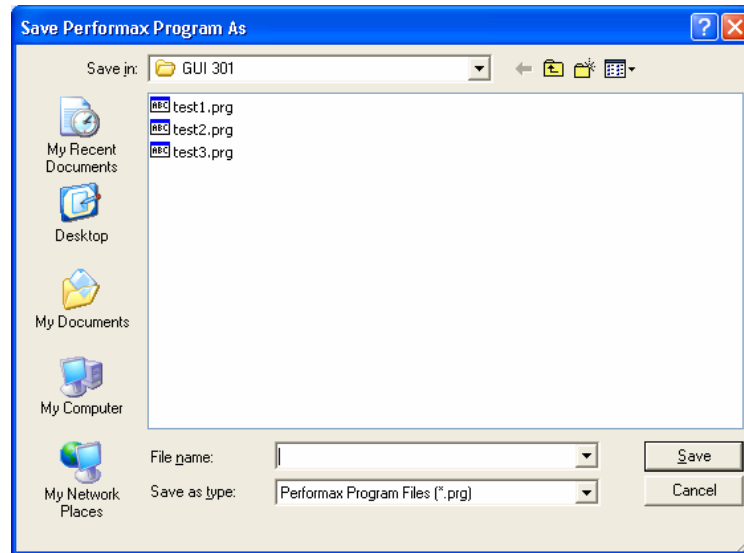 Save Performax Program As
Save in:
GUI 301
test1.prg
test2.prg
test3.prg
My Recent
Documents
Desktop
My Documents
My Computer
My Network
Places
File name:
Save
Save as type:
Performax Program Files (*.prg)
Cancel